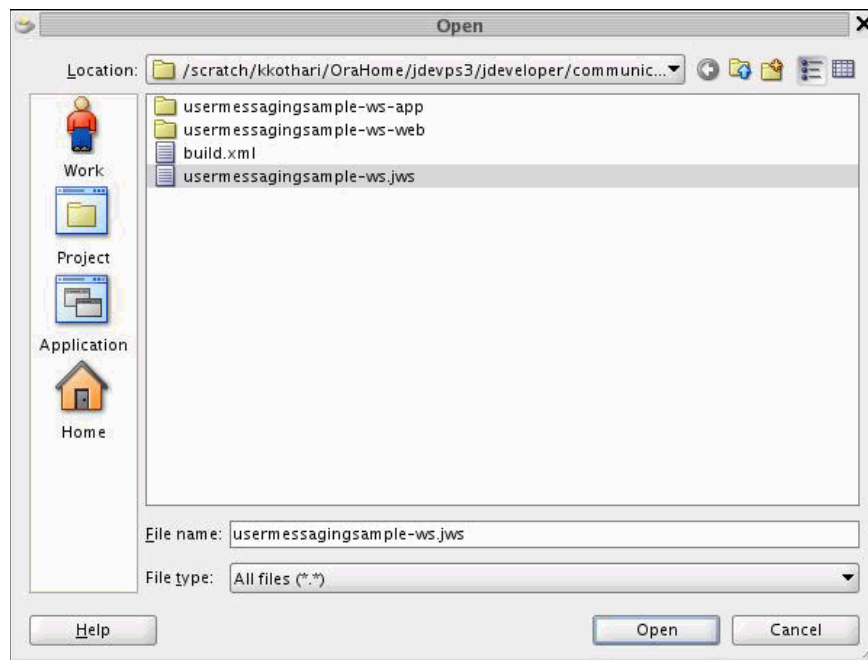 Open
Location: /scratch/kkothari/OraHome/jdevps3/jdeveloper/communic...
usermessagingsample-ws-app
usermessagingsample-ws-web
build.xml
usermessagingsample-ws.jws
Work
Project
Application
Home
File name: usermessagingsample-ws.jws
File type: All files (*.*)
Help Open Cancel